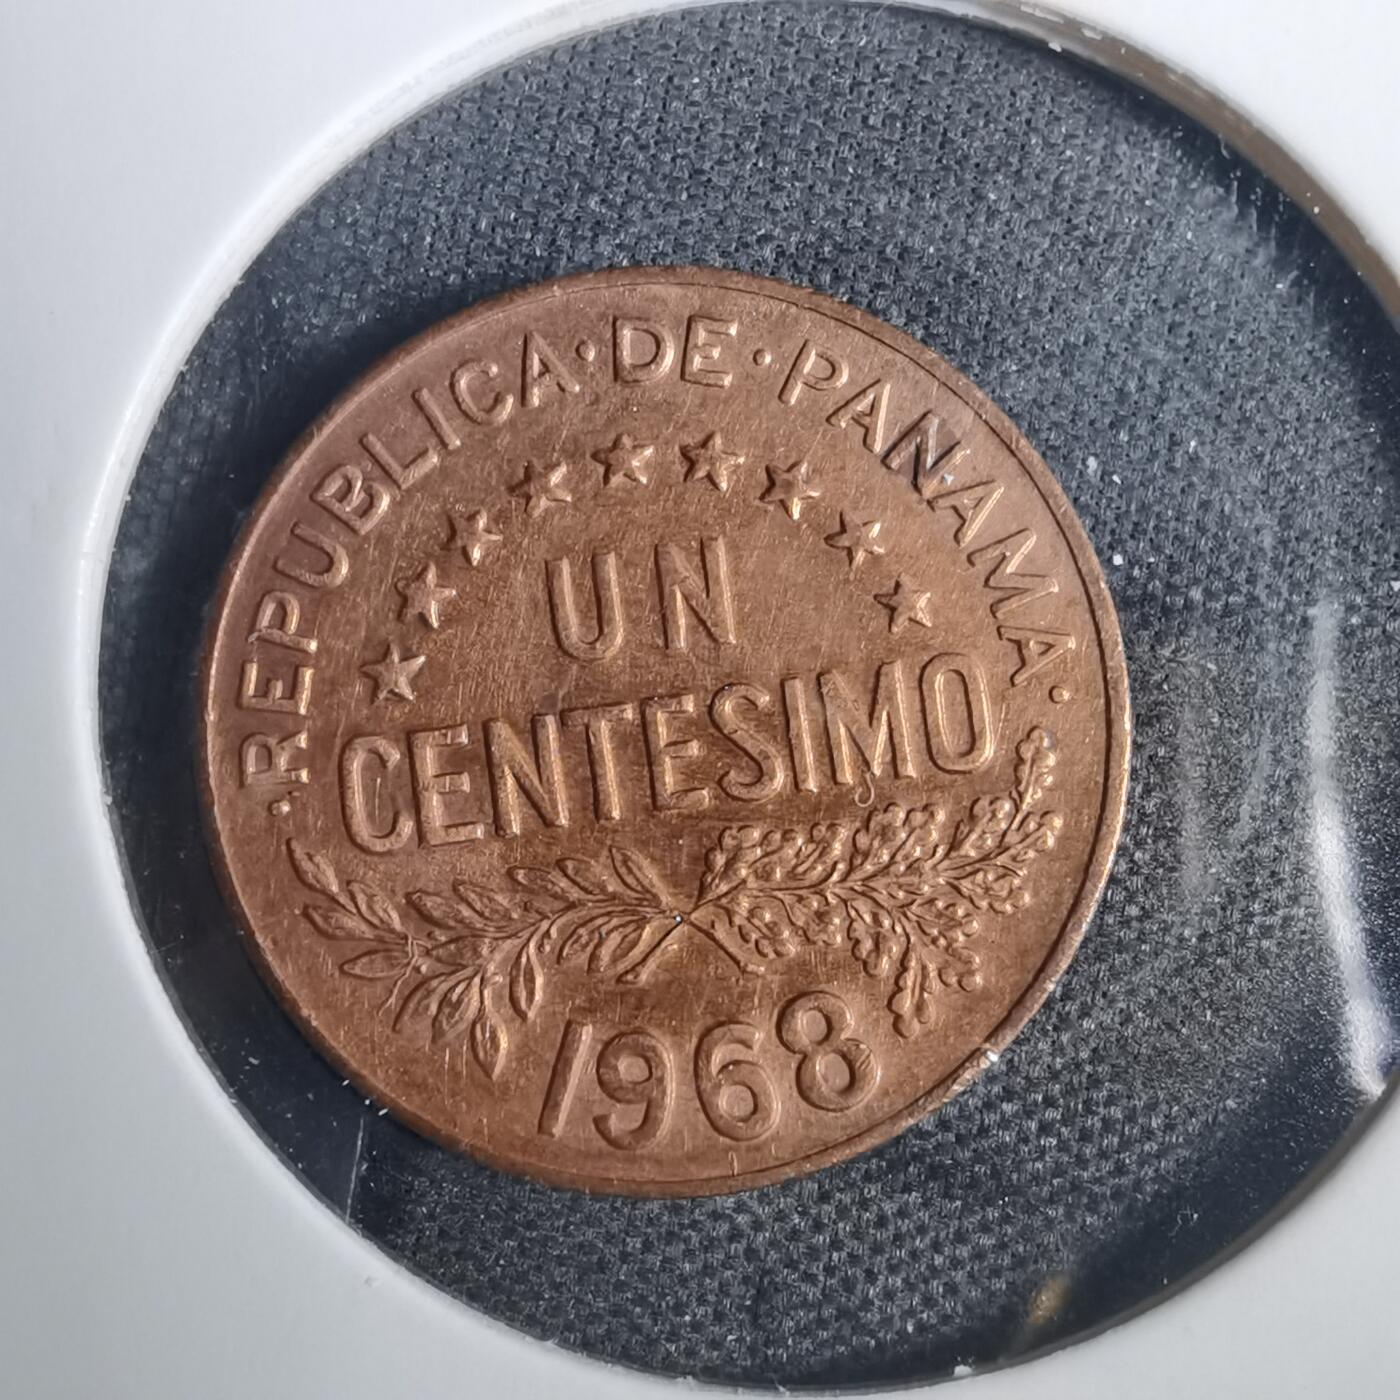 ·REPUBLICA·DE·PANAMA·
UN
CENTESIMO
1968